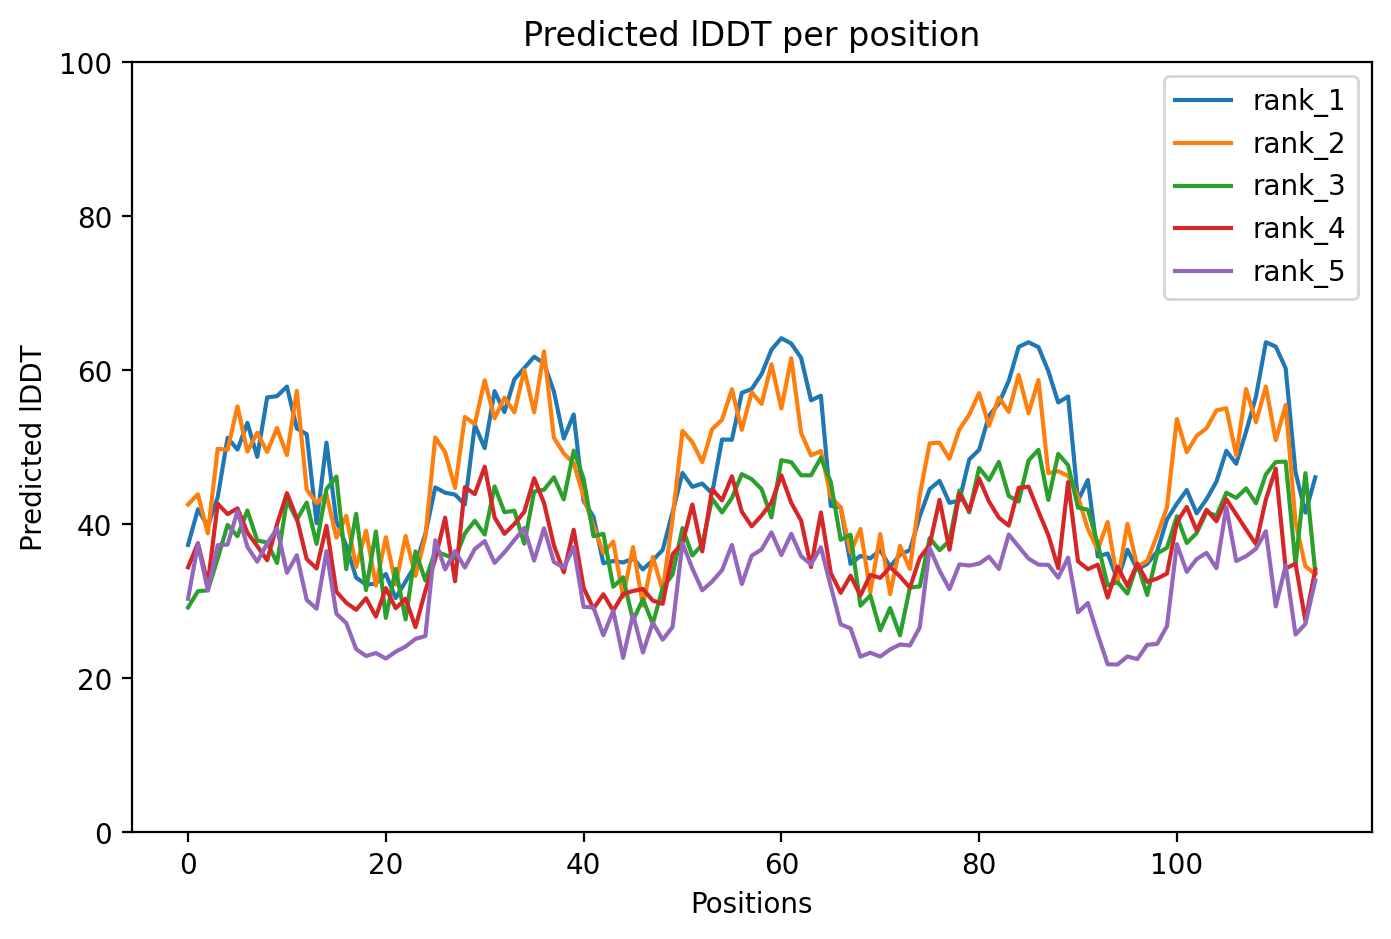 Predicted lDDT per position
Predicted lDDT
100
80
60
40
20
0
0 20 40 60 80 100
Positions
rank_1
rank_2
rank_3
rank_4
rank_5